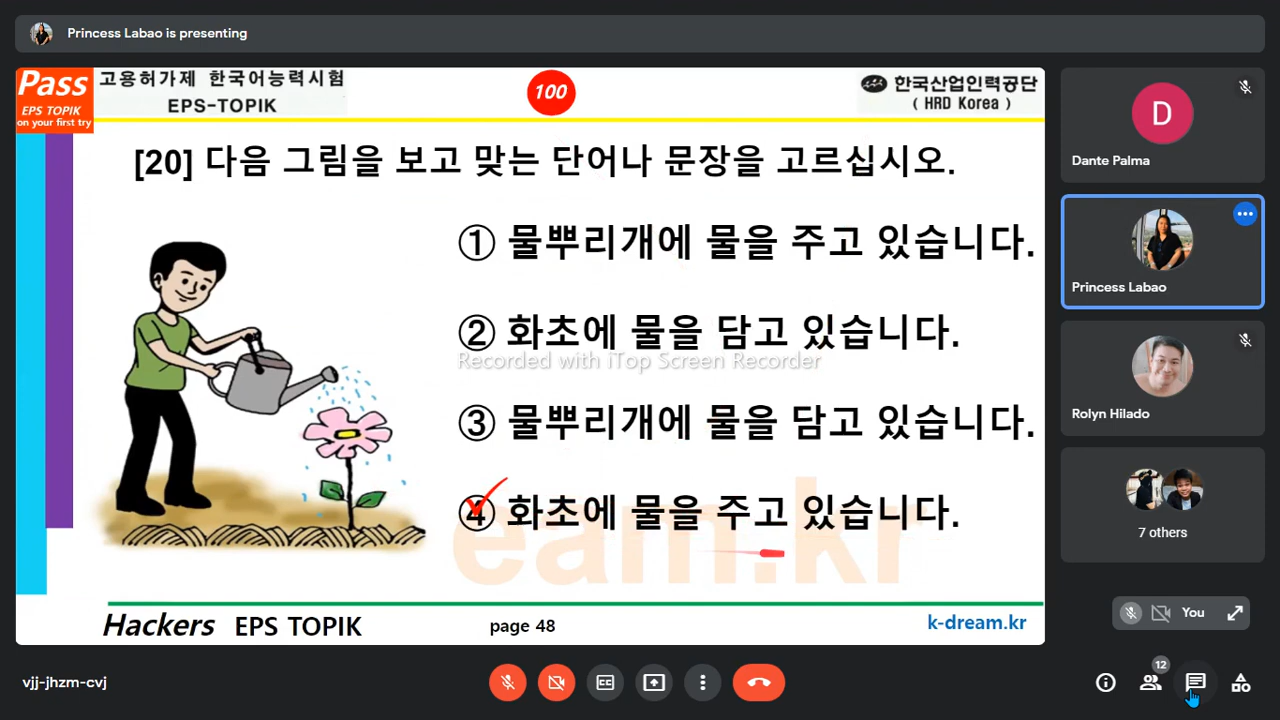 Princess Labao is presenting
Pass
EPS TOPIK
on your first try
고용허가제 한국어능력시험
EPS-TOPIK
100
한국산업인력공단
( HRD Korea )
[20] 다음 그림을 보고 맞는 단어나 문장을 고르십시오.
① 물뿌리개에 물을 주고 있습니다.
② 화초에 물을 담고 있습니다.
Recorded with iTop Screen Recorder
③ 물뿌리개에 물을 담고 있습니다.
④ 화초에 물을 주고 있습니다.
eam.kr
Hackers EPS TOPIK
page 48
k-dream.kr
D
Dante Palma
Princess Labao
Rolyn Hilado
7 others
You
vjj-jhzm-cvj
CC
12